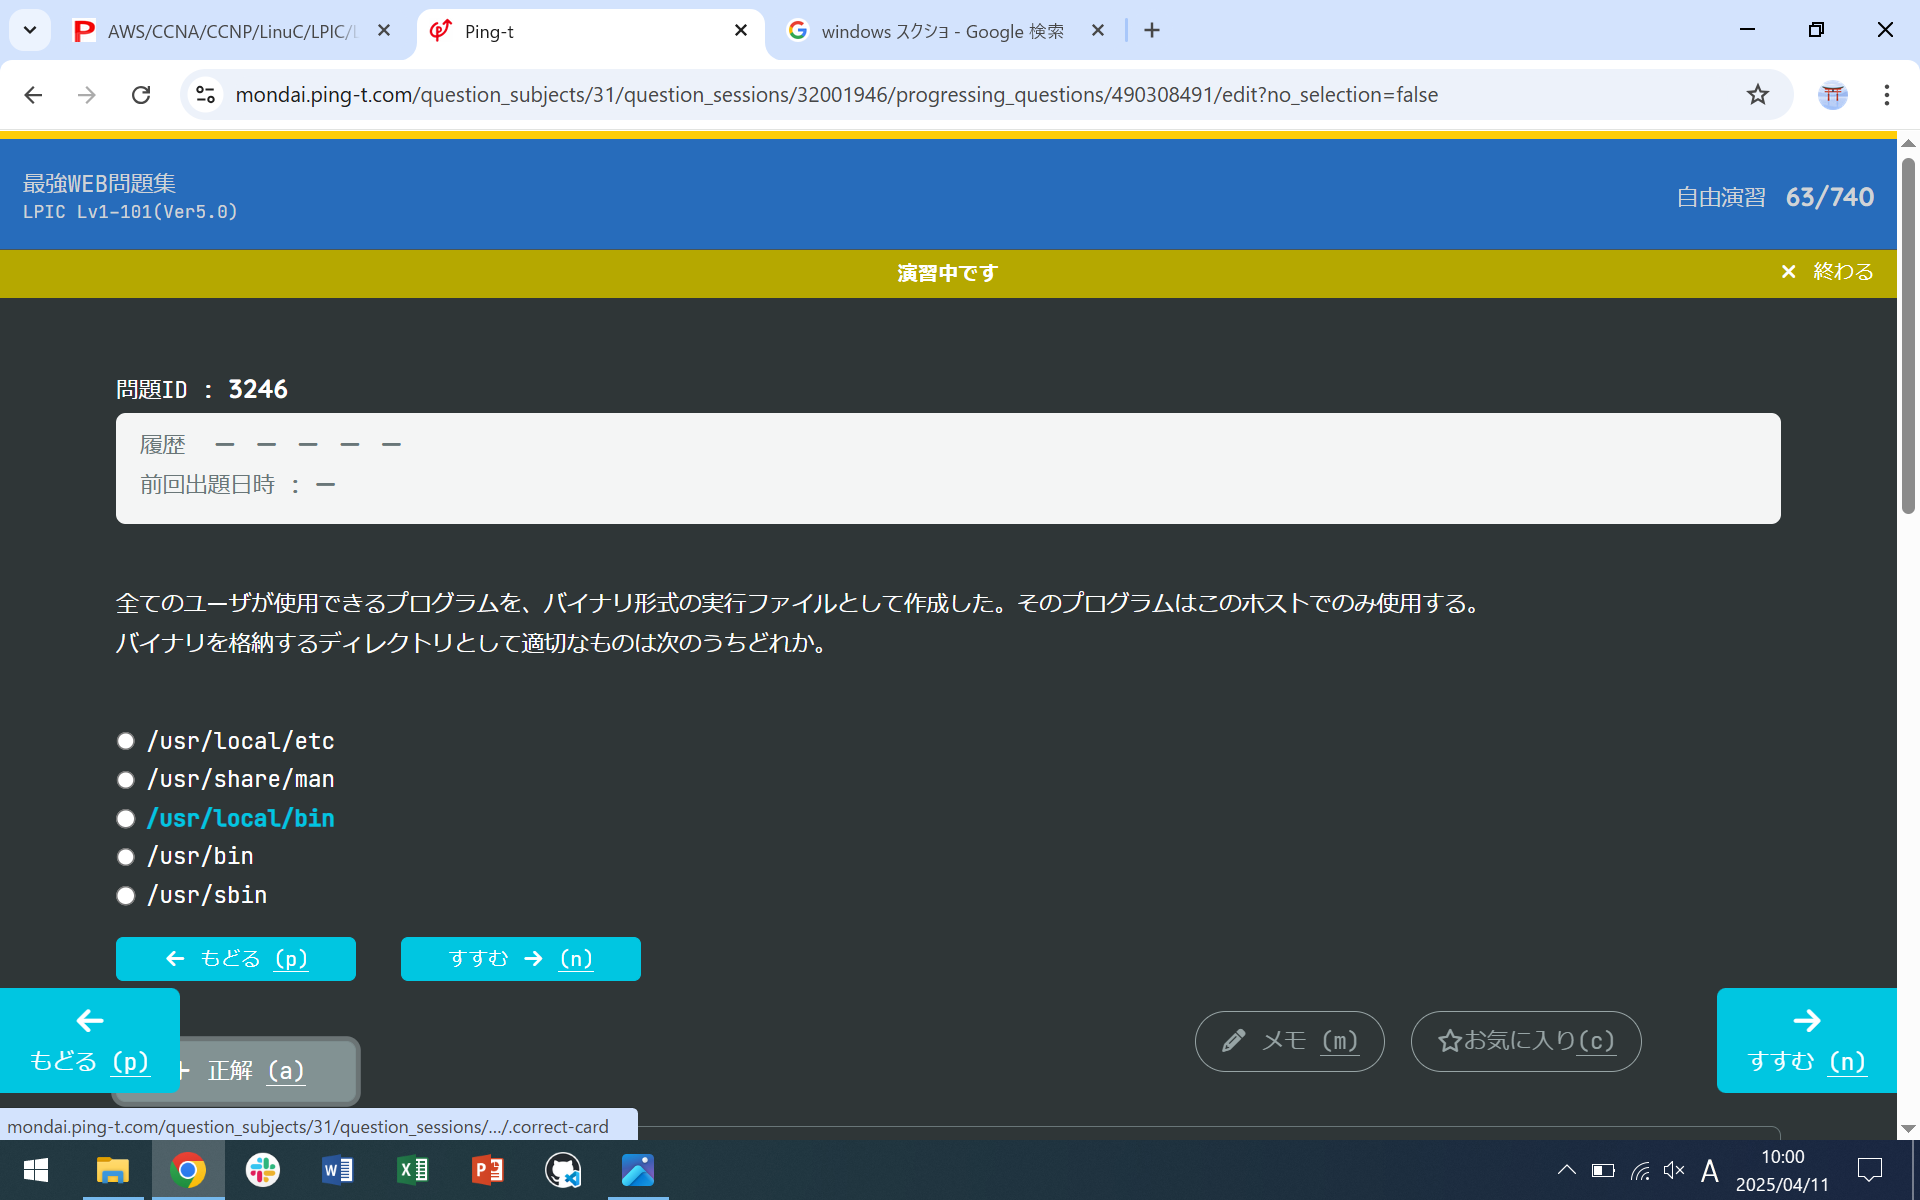 AWS/CCNA/CCNP/LinuC/LPIC/
Ping-t
windows スクショ - Google 検索
mondai.ping-t.com/question_subjects/31/question_sessions/32001946/progressing_questions/490308491/edit?no_selection=false
最強WEB問題集
LPIC Lv1-101(Ver5.0)
自由演習 63/740
演習中です
× 終わる
問題ID : 3246
履歴 ー ー ー ー ー
前回出題日時 : ー
全てのユーザが使用できるプログラムを、バイナリ形式の実行ファイルとして作成した。そのプログラムはこのホストでのみ使用する。
バイナリを格納するディレクトリとして適切なものは次のうちどれか。
/usr/local/etc
/usr/share/man
/usr/local/bin
/usr/bin
/usr/sbin
← もどる (p)
すすむ → (n)
← もどる (p)
+ 正解 (a)
メモ (m)
☆お気に入り(c)
→ すすむ (n)
mondai.ping-t.com/question_subjects/31/question_sessions/.../.correct-card
A
10:00
2025/04/11